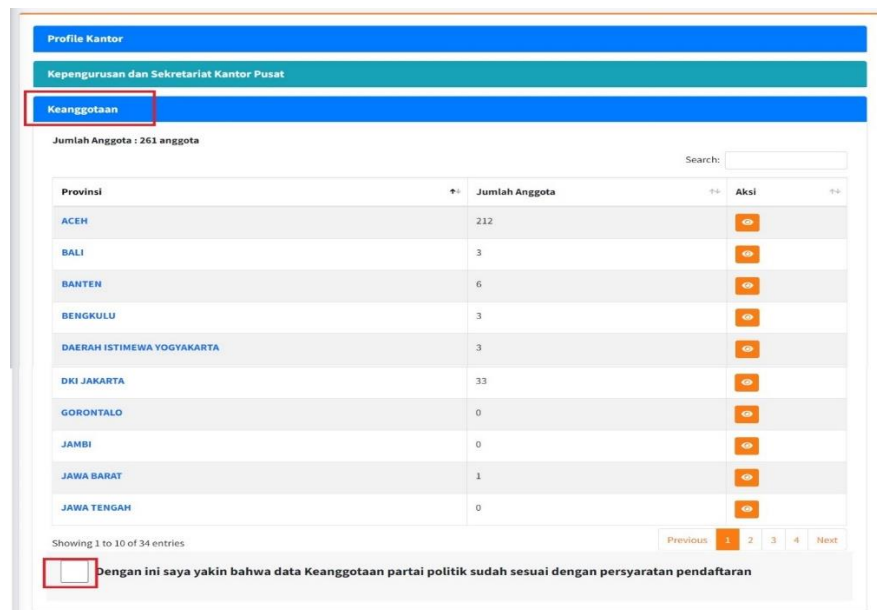 Profile Kantor
Kepengurusan dan Sekretariat Kantor Pusat
Keanggotaan
Jumlah Anggota : 261 anggota
Search:
Provinsi Jumlah Anggota Aksi
ACEH 212
BALI 3
BANTEN 6
BENGKULU 3
DAERAH ISTIMEWA YOGYAKARTA 3
DKI JAKARTA 33
GORONTALO 0
JAMBI 0
JAWA BARAT 1
JAWA TENGAH 0
Showing 1 to 10 of 34 entries Previous 1 2 3 4 Next
Dengan ini saya yakin bahwa data Keanggotaan partai politik sudah sesuai dengan persyaratan pendaftaran